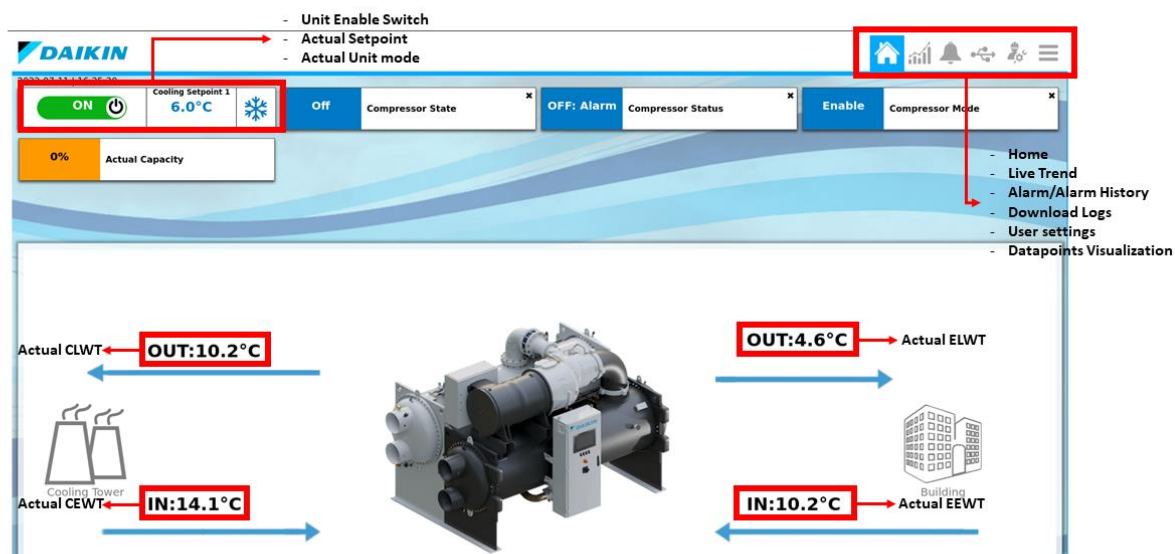 - Unit Enable Switch
- Actual Setpoint
- Actual Unit mode
DAIKIN
ON
Cooling Setpoint 1
6.0°C
Off
Compressor State
OFF: Alarm
Compressor Status
Enable
Compressor Mode
0%
Actual Capacity
- Home
- Live Trend
- Alarm/Alarm History
- Download Logs
- User settings
- Datapoints Visualization
Actual CLWT
OUT:10.2°C
OUT:4.6°C
Actual ELWT
DAIKIN
Cooling Tower
Building
Actual CEWT
IN:14.1°C
IN:10.2°C
Actual EEWT